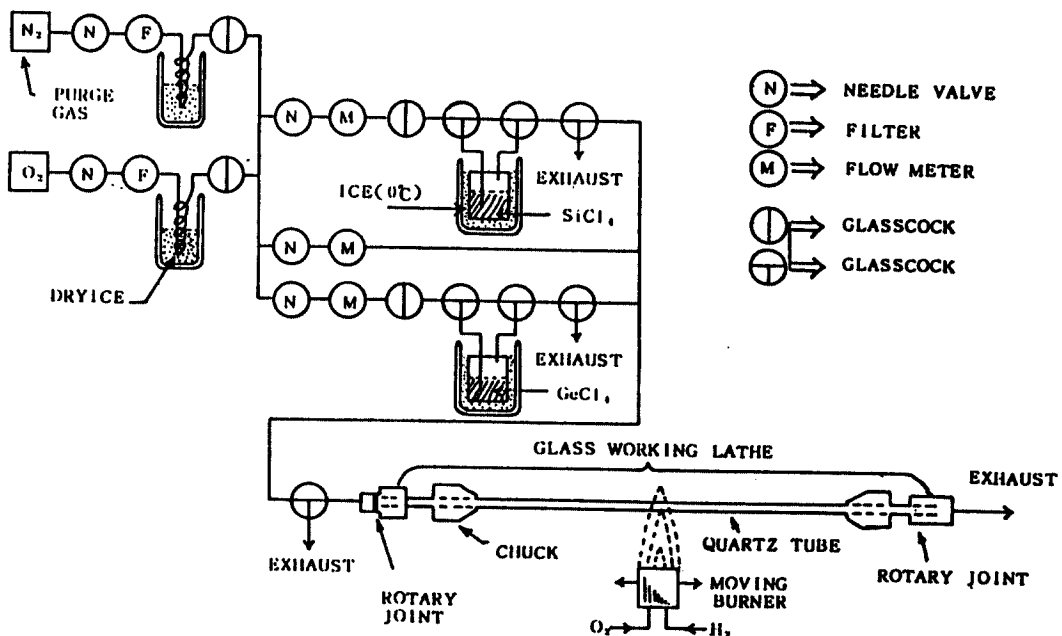 N₂
N
F
PURGE
GAS
O₂
N
F
DRYICE
N
M
EXHAUST
ICE(0℃)
SiCl₄
N
M
N
M
EXHAUST
GeCl₄
N ⇒ NEEDLE VALVE
F ⇒ FILTER
M ⇒ FLOW METER
⇒ GLASSCOCK
⇒ GLASSCOCK
GLASS WORKING LATHE
EXHAUST
EXHAUST
ROTARY
JOINT
CHUCK
QUARTZ TUBE
MOVING
BURNER
ROTARY JOINT
O₂
H₂